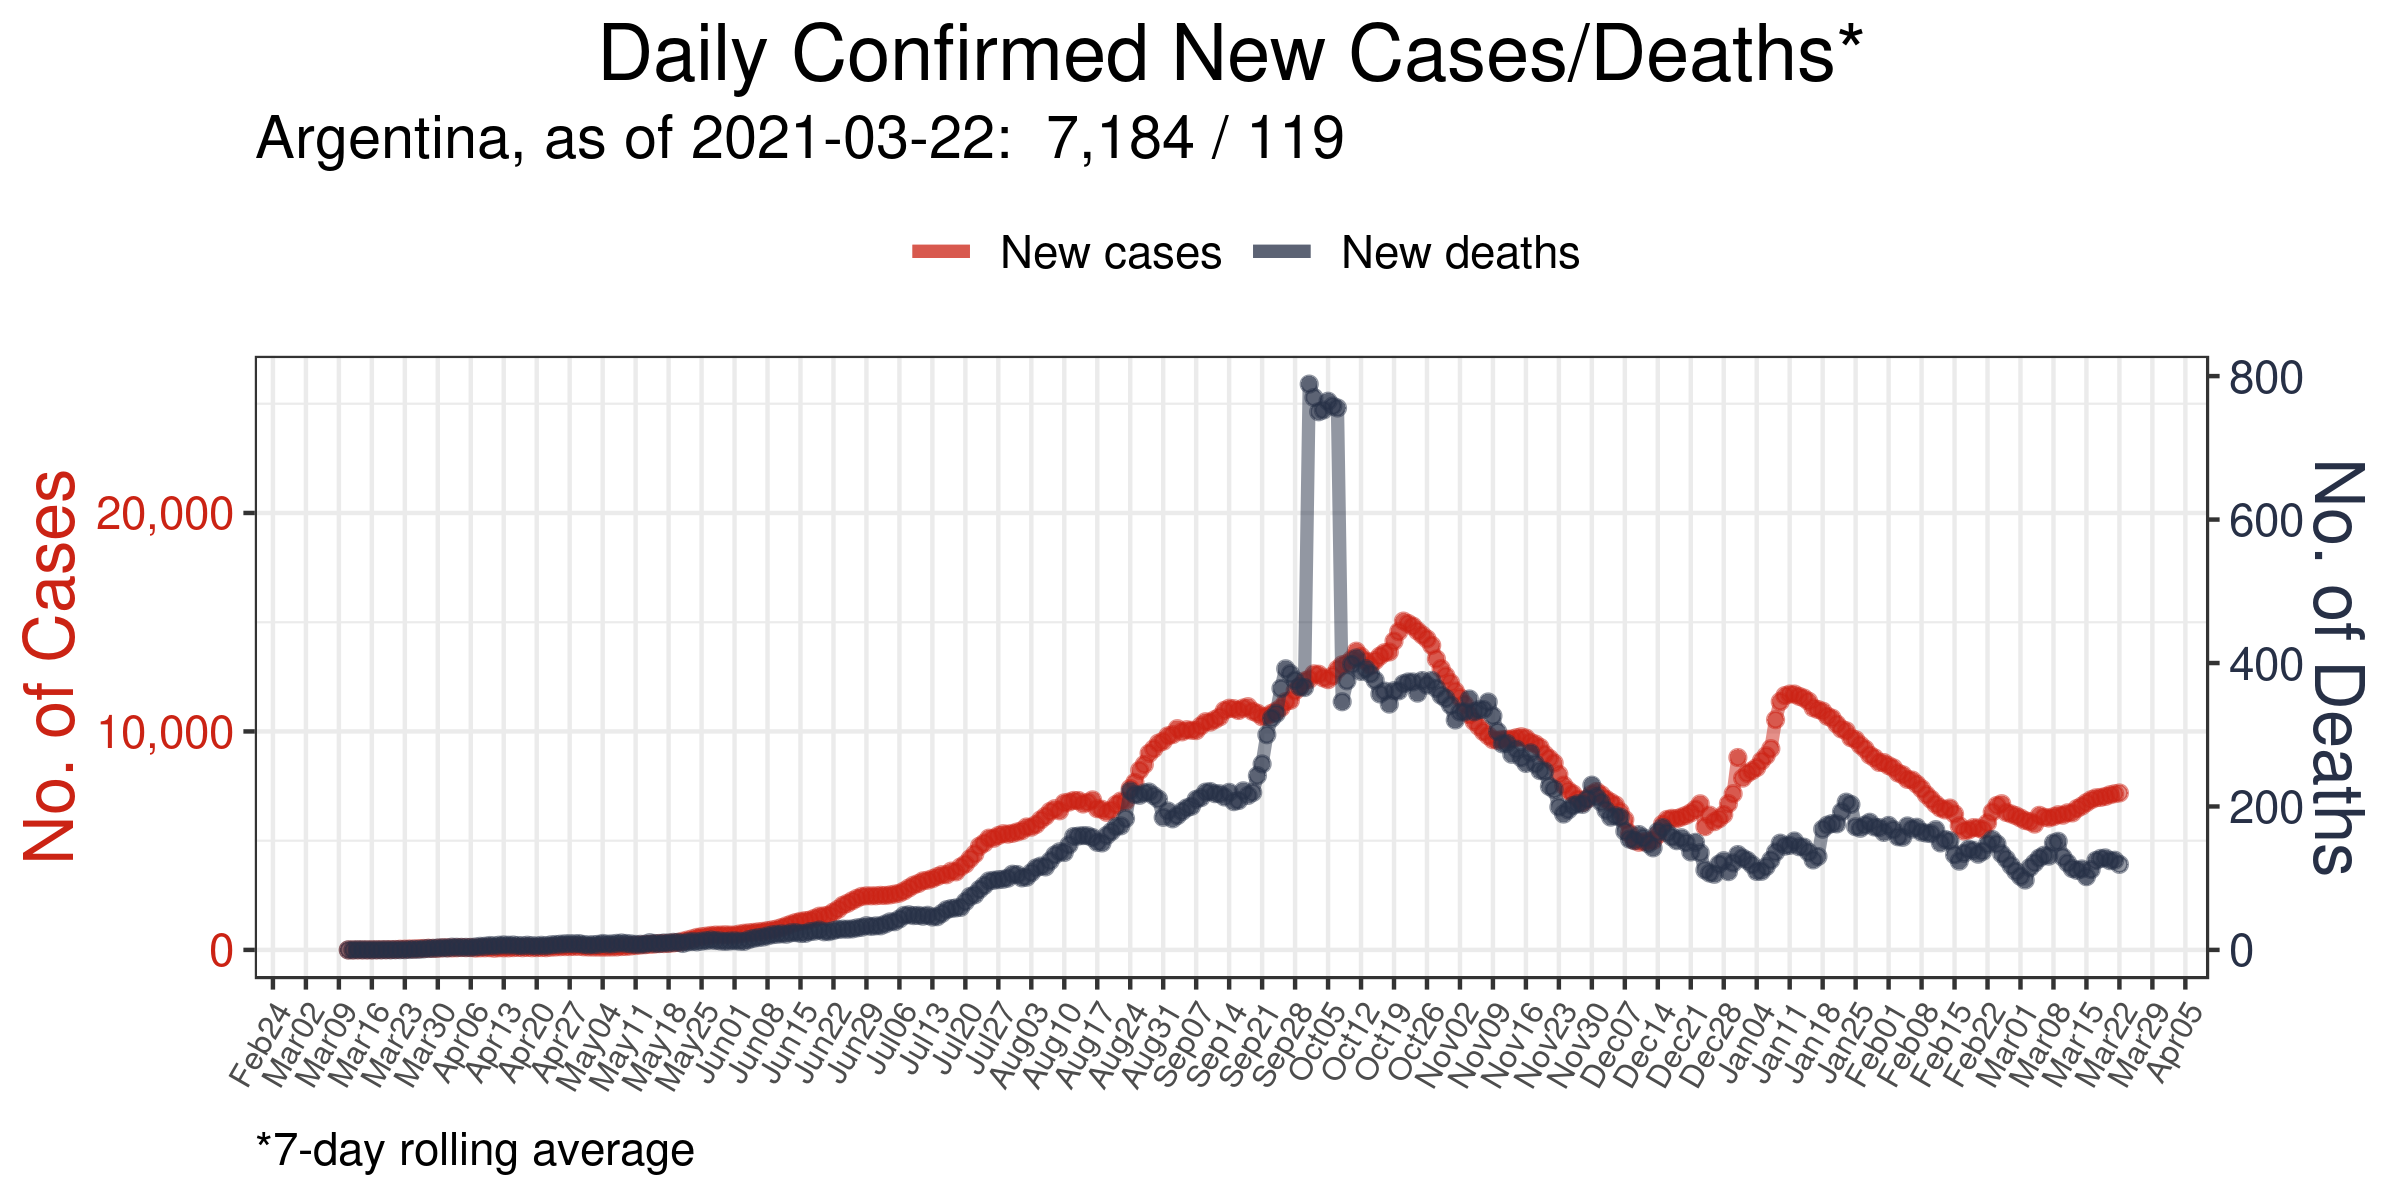 Daily Confirmed New Cases/Deaths*
Argentina, as of 2021-03-22:  7,184 / 119
New cases
New deaths
No. of Cases
20,000
10,000
0
800
600
400
200
0
No. of Deaths
Feb24
Mar02
Mar09
Mar16
Mar23
Mar30
Apr06
Apr13
Apr20
Apr27
May04
May11
May18
May25
Jun01
Jun08
Jun15
Jun22
Jun29
Jul06
Jul13
Jul20
Jul27
Aug03
Aug10
Aug17
Aug24
Aug31
Sep07
Sep14
Sep21
Sep28
Oct05
Oct12
Oct19
Oct26
Nov02
Nov09
Nov16
Nov23
Nov30
Dec07
Dec14
Dec21
Dec28
Jan04
Jan11
Jan18
Jan25
Feb01
Feb08
Feb15
Feb22
Mar01
Mar08
Mar15
Mar22
Mar29
Apr05
*7-day rolling average